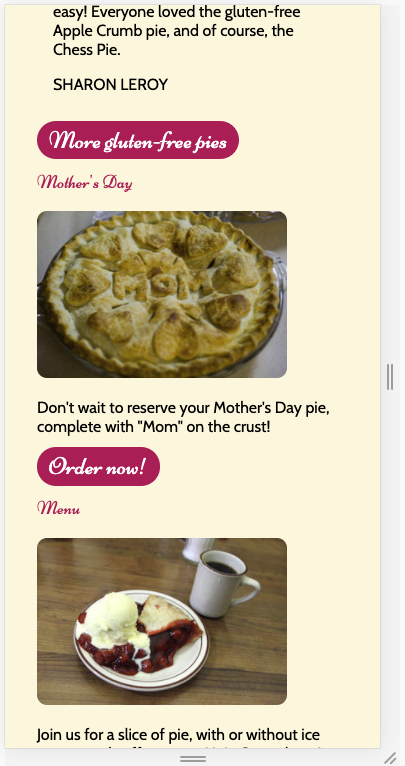 easy! Everyone loved the gluten-free
Apple Crumb pie, and of course, the
Chess Pie.
SHARON LEROY
More gluten-free pies
Mother's Day
MOM
Don't wait to reserve your Mother's Day pie,
complete with "Mom" on the crust!
Order now!
Menu
Join us for a slice of pie, with or without ice